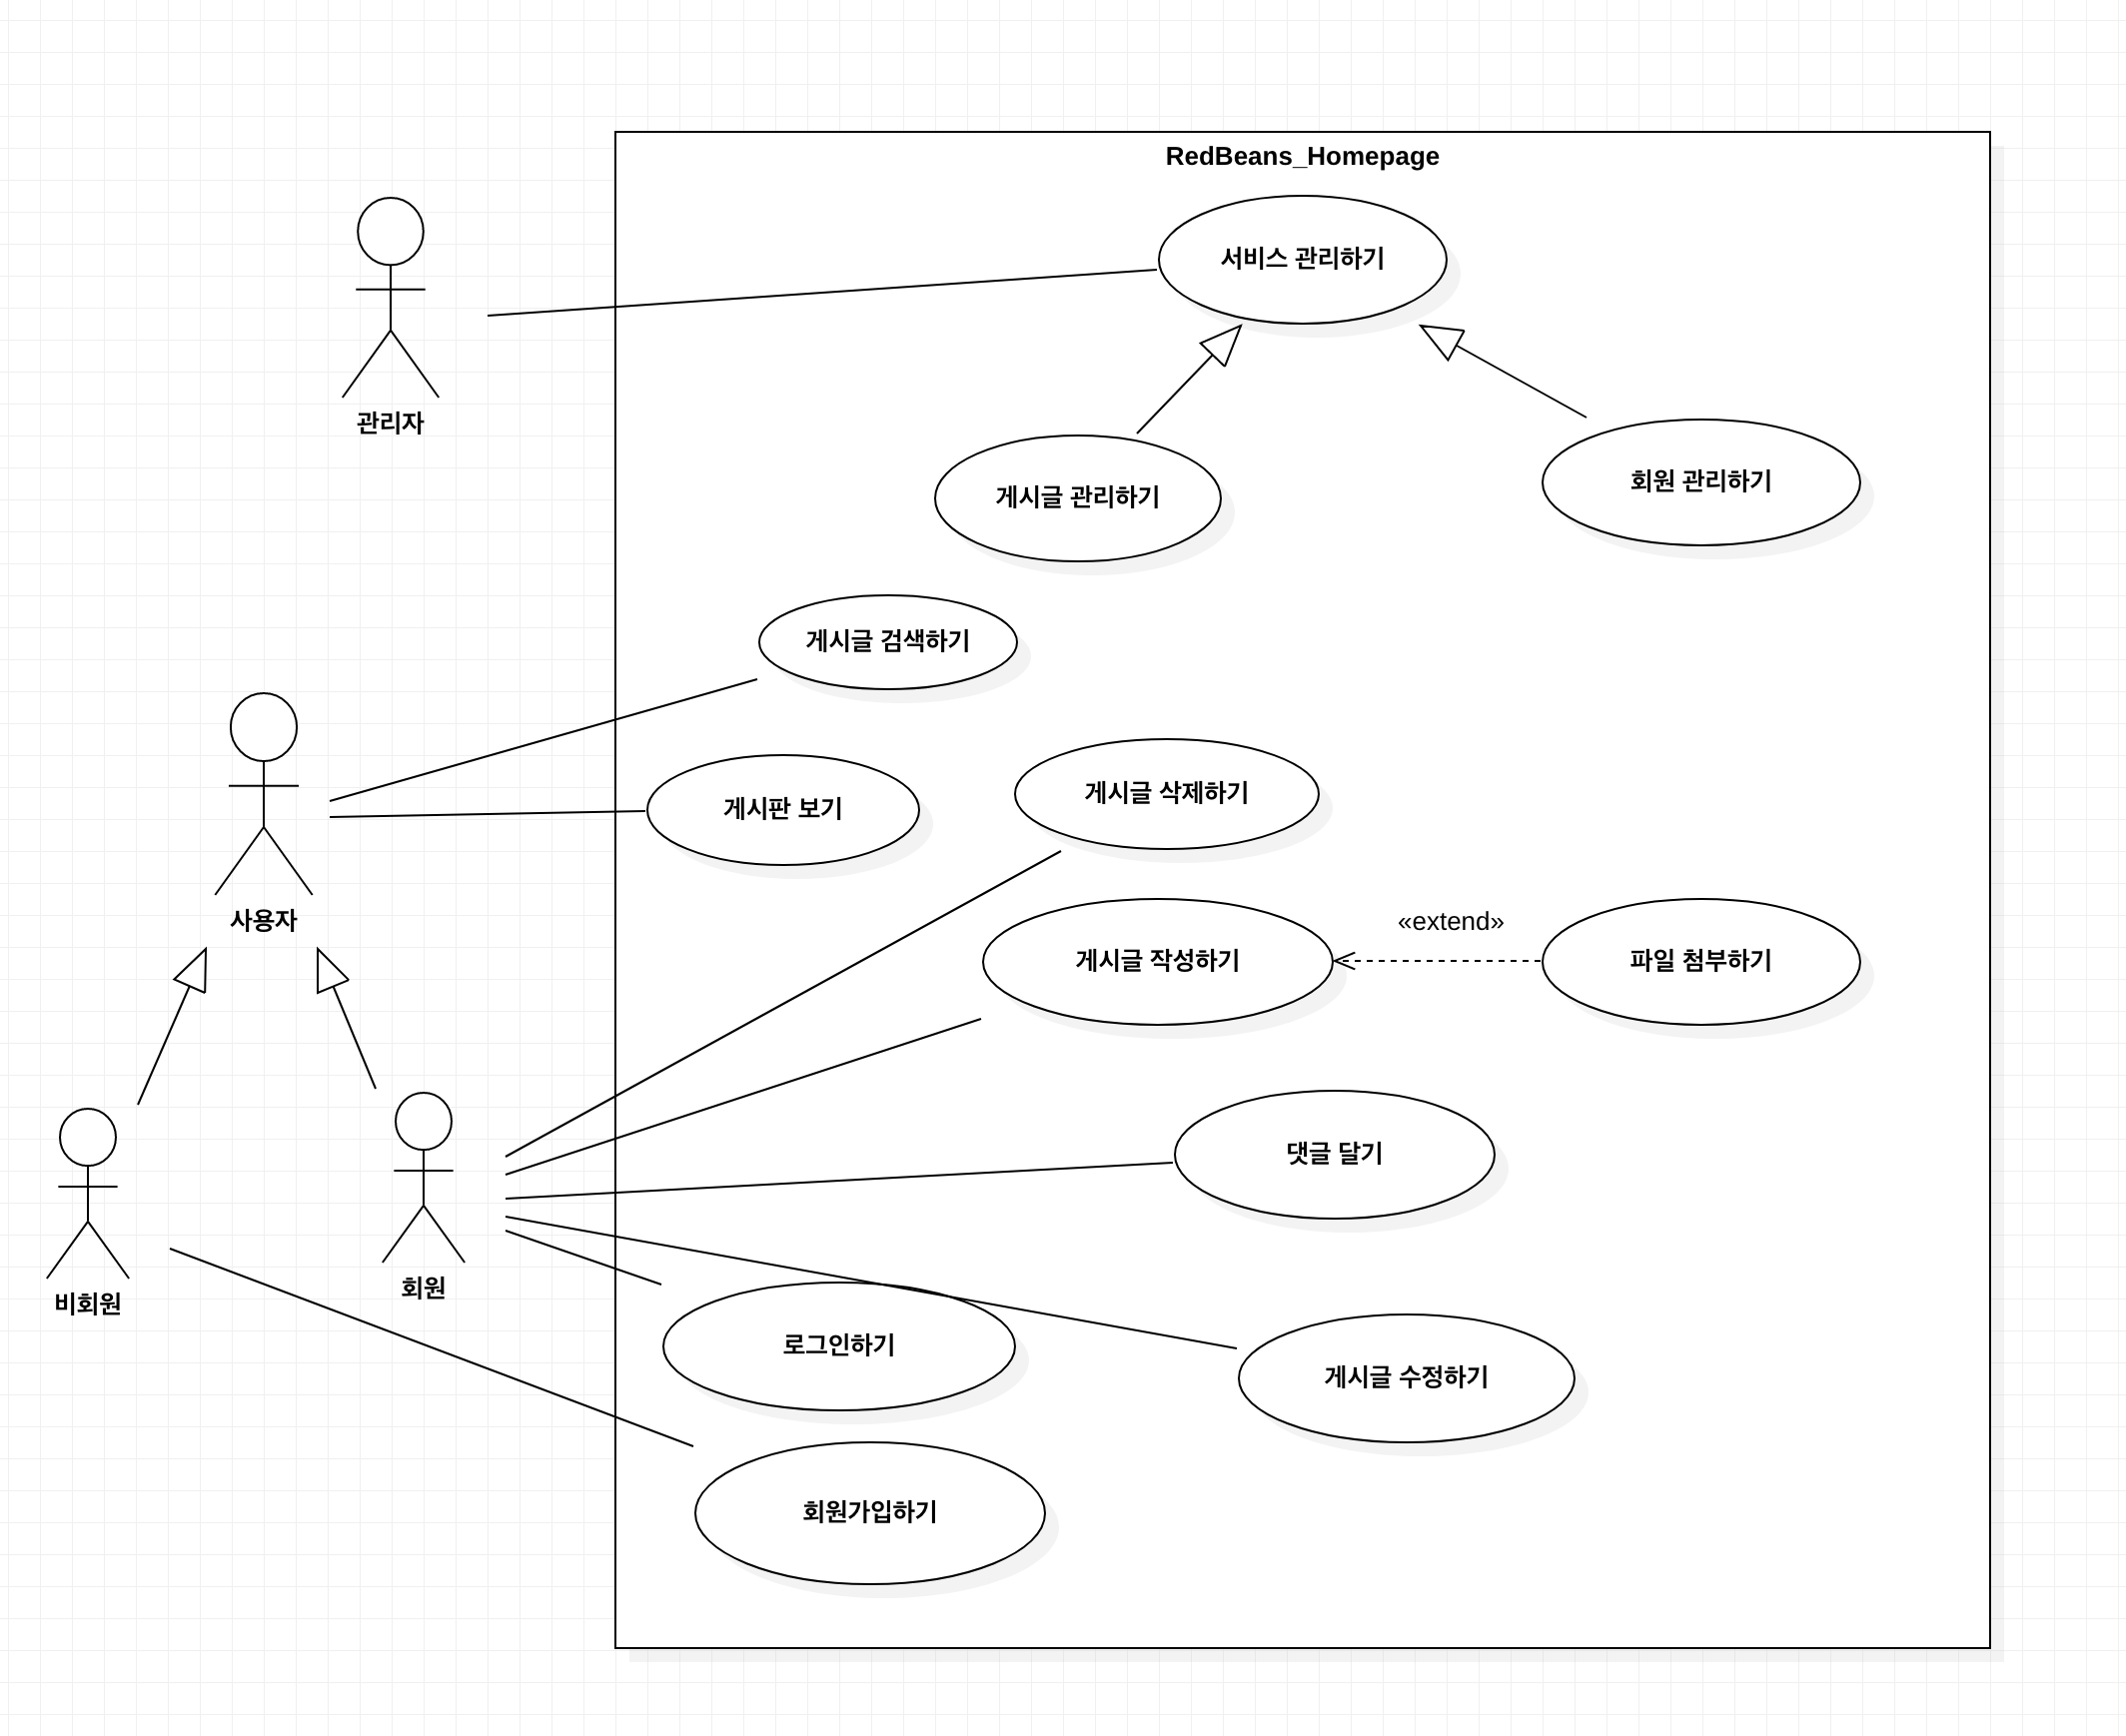 RedBeans_Homepage
서비스 관리하기
관리자
회원 관리하기
게시글 관리하기
게시글 검색하기
게시글 삭제하기
게시판 보기
사용자
«extend»
게시글 작성하기
파일 첨부하기
댓글 달기
회원
비회원
로그인하기
게시글 수정하기
회원가입하기